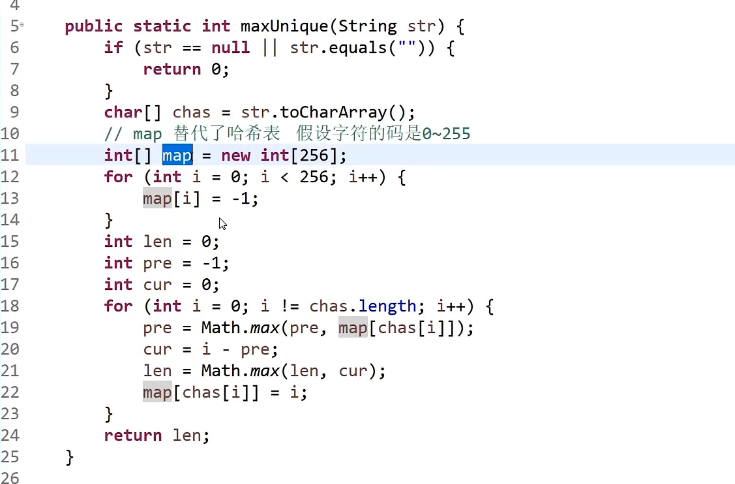 4
5 public static int maxUnique(String str) {
6 if (str == null || str.equals("")) {
7 return 0;
8 }
9 char[] chas = str.toCharArray();
10 // map 替代了哈希表 假设字符的码是0~255
11 int[] map = new int[256];
12 for (int i = 0; i < 256; i++) {
13 map[i] = -1;
14 }
15 int len = 0;
16 int pre = -1;
17 int cur = 0;
18 for (int i = 0; i != chas.length; i++) {
19 pre = Math.max(pre, map[chas[i]]);
20 cur = i - pre;
21 len = Math.max(len, cur);
22 map[chas[i]] = i;
23 }
24 return len;
25 }
26